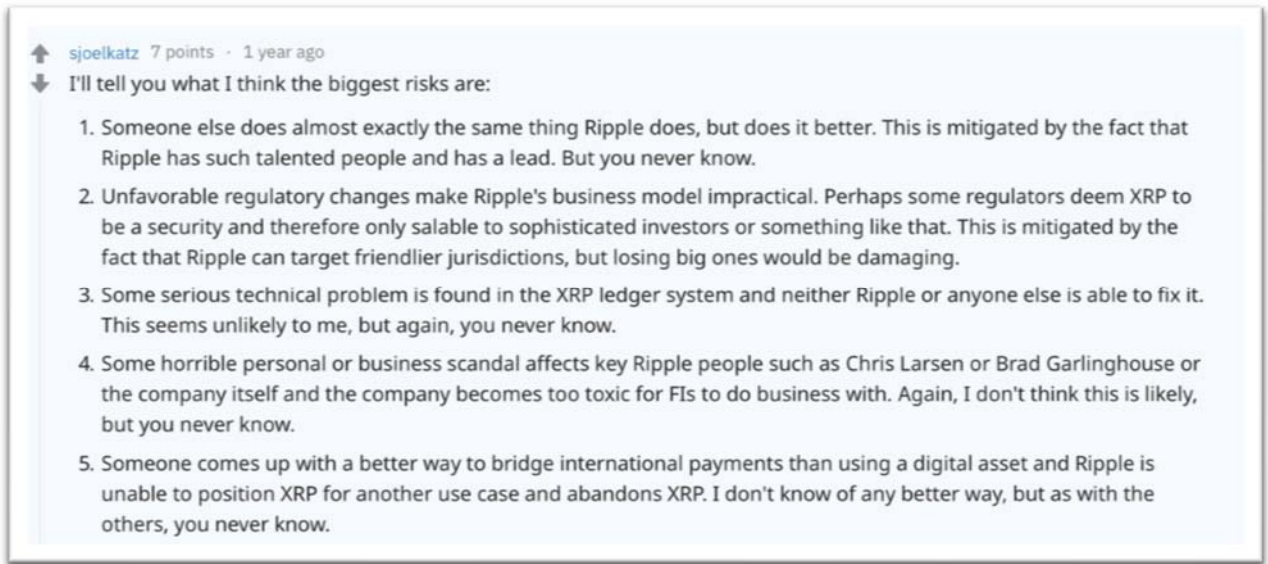 sjoelkatz 7 points · 1 year ago
I'll tell you what I think the biggest risks are:
1. Someone else does almost exactly the same thing Ripple does, but does it better. This is mitigated by the fact that
Ripple has such talented people and has a lead. But you never know.
2. Unfavorable regulatory changes make Ripple's business model impractical. Perhaps some regulators deem XRP to
be a security and therefore only salable to sophisticated investors or something like that. This is mitigated by the
fact that Ripple can target friendlier jurisdictions, but losing big ones would be damaging.
3. Some serious technical problem is found in the XRP ledger system and neither Ripple or anyone else is able to fix it.
This seems unlikely to me, but again, you never know.
4. Some horrible personal or business scandal affects key Ripple people such as Chris Larsen or Brad Garlinghouse or
the company itself and the company becomes too toxic for FIs to do business with. Again, I don't think this is likely,
but you never know.
5. Someone comes up with a better way to bridge international payments than using a digital asset and Ripple is
unable to position XRP for another use case and abandons XRP. I don't know of any better way, but as with the
others, you never know.